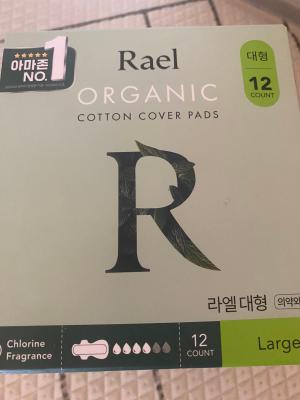 아마존
NO. 1
Rael
대형
12
COUNT
ORGANIC
COTTON COVER PADS
R
라엘 대형
의약외
Chlorine
Fragrance
12
COUNT
Large